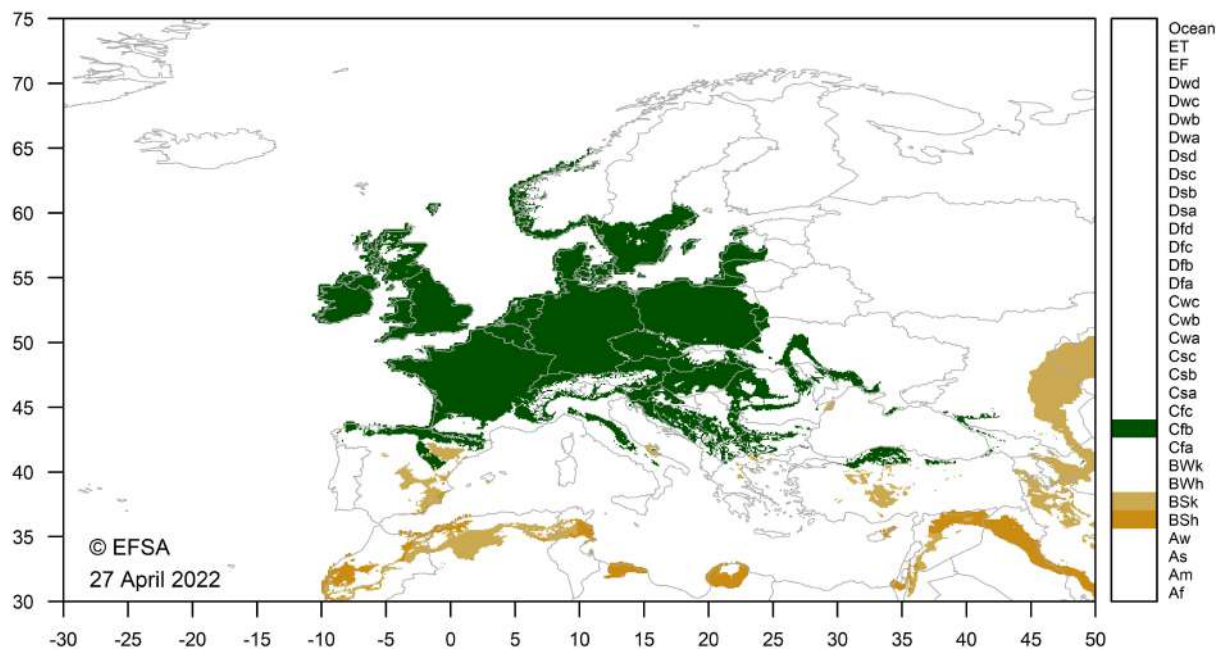 75
70
65
60
55
50
45
40
35
30
© EFSA
27 April 2022
-30 -25 -20 -15 -10 -5 0 5 10 15 20 25 30 35 40 45 50
Ocean
ET
EF
Dwd
Dwc
Dwb
Dwa
Dsd
Dsc
Dsb
Dsa
Dfd
Dfc
Dfb
Dfa
Cwc
Cwb
Cwa
Csc
Csb
Csa
Cfc
Cfb
Cfa
BWk
BWh
BSk
BSh
Aw
As
Am
Af